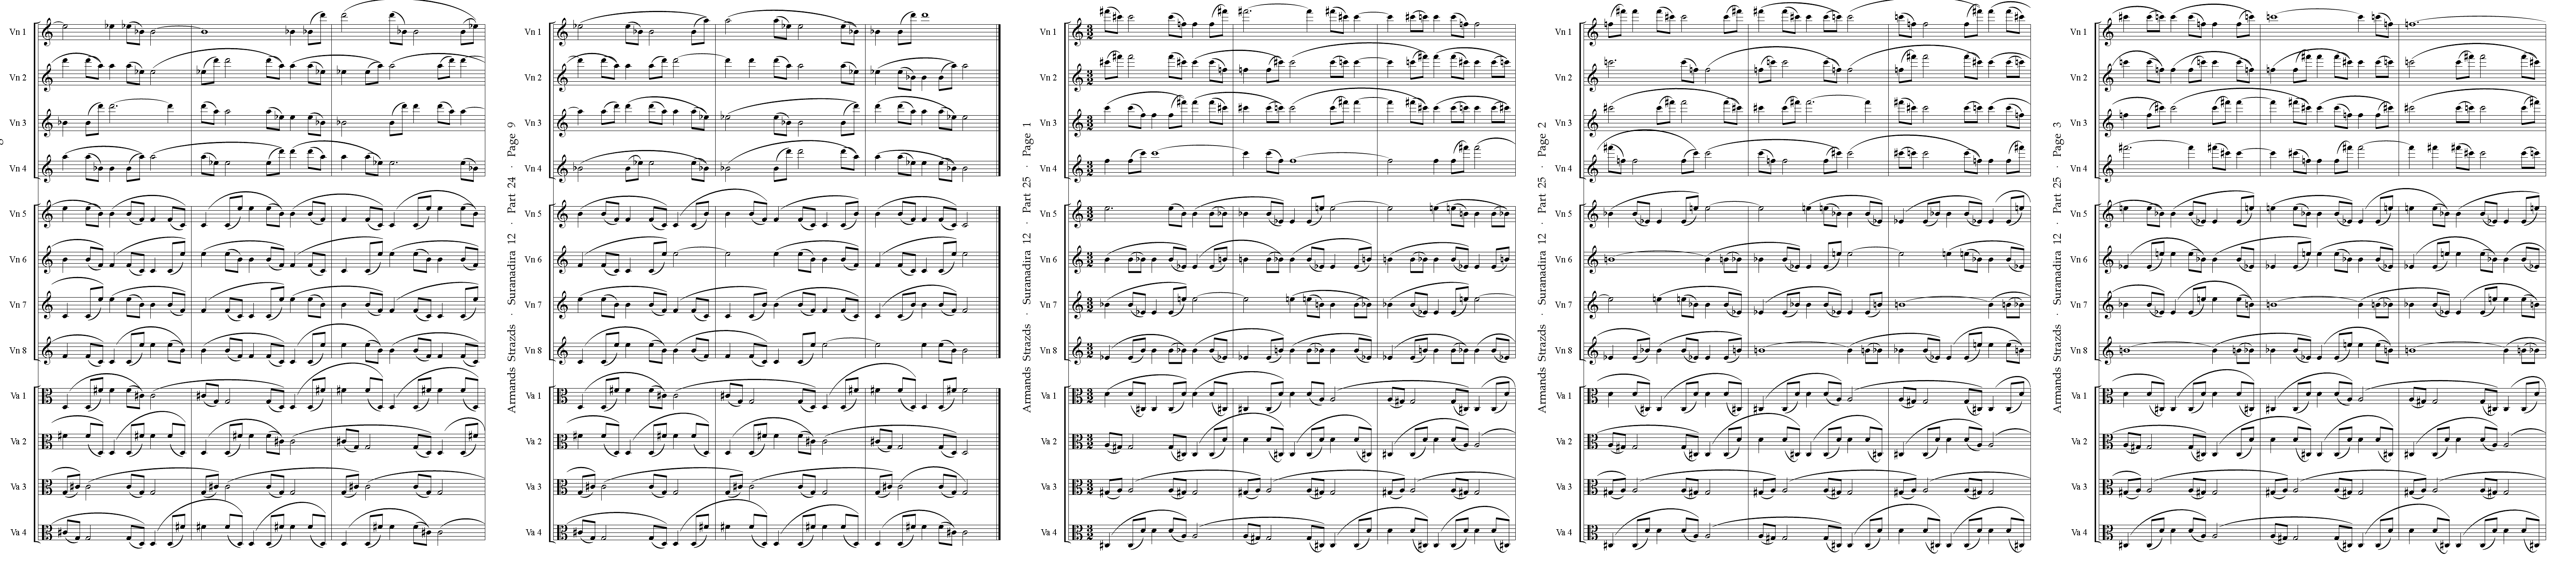 Vn 1
Vn 2
Vn 3
Vn 4
Vn 5
Vn 6
Vn 7
Vn 8
Va 1
Va 2
Va 3
Va 4
Armands Strazds · Suranadira 12 · Part 24 · Page 9
Vn 1
Vn 2
Vn 3
Vn 4
Vn 5
Vn 6
Vn 7
Vn 8
Va 1
Va 2
Va 3
Va 4
Armands Strazds · Suranadira 12 · Part 25 · Page 1
Vn 1
Vn 2
Vn 3
Vn 4
Vn 5
Vn 6
Vn 7
Vn 8
Va 1
Va 2
Va 3
Va 4
Armands Strazds · Suranadira 12 · Part 25 · Page 2
Vn 1
Vn 2
Vn 3
Vn 4
Vn 5
Vn 6
Vn 7
Vn 8
Va 1
Va 2
Va 3
Va 4
Armands Strazds · Suranadira 12 · Part 25 · Page 3
Vn 1
Vn 2
Vn 3
Vn 4
Vn 5
Vn 6
Vn 7
Vn 8
Va 1
Va 2
Va 3
Va 4